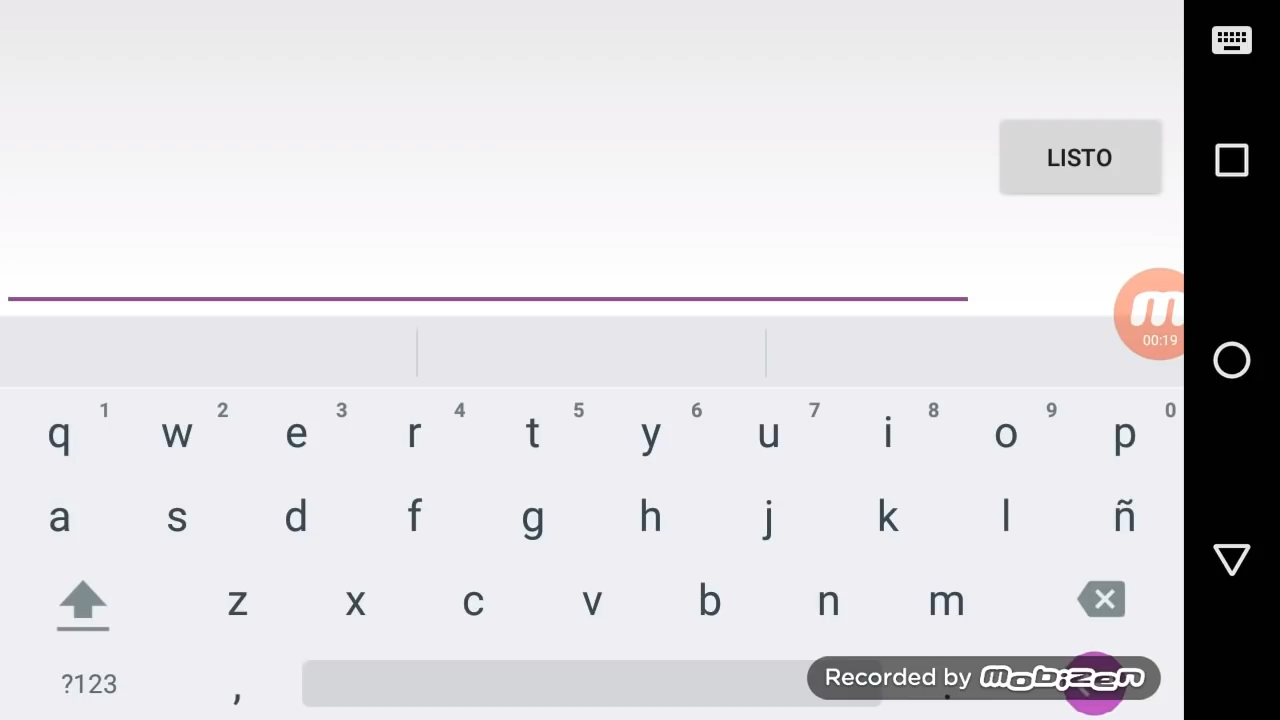 LISTO
00:19
1 2 3 4 5 6 7 8 9 0
q w e r t y u i o p
a s d f g h j k l ñ
z x c v b n m
?123 , .
Recorded by mobizen